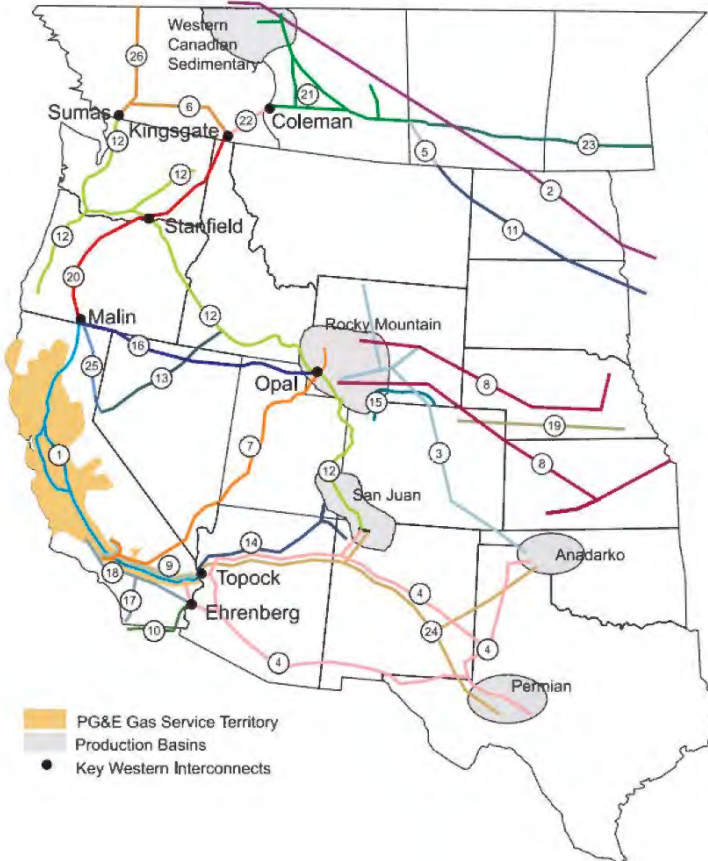 Western
Canadian
Sedimentary
26
21
Sumas
6
Kingsgate
22
Coleman
12
5
23
12
2
Stanfield
12
11
20
12
Malin
Rocky Mountain
16
25
13
Opal
8
15
19
1
7
3
8
12
San Juan
14
Anadarko
18
9
Topock
4
17
Ehrenberg
24
10
4
4
Permian
PG&E Gas Service Territory
Production Basins
Key Western Interconnects